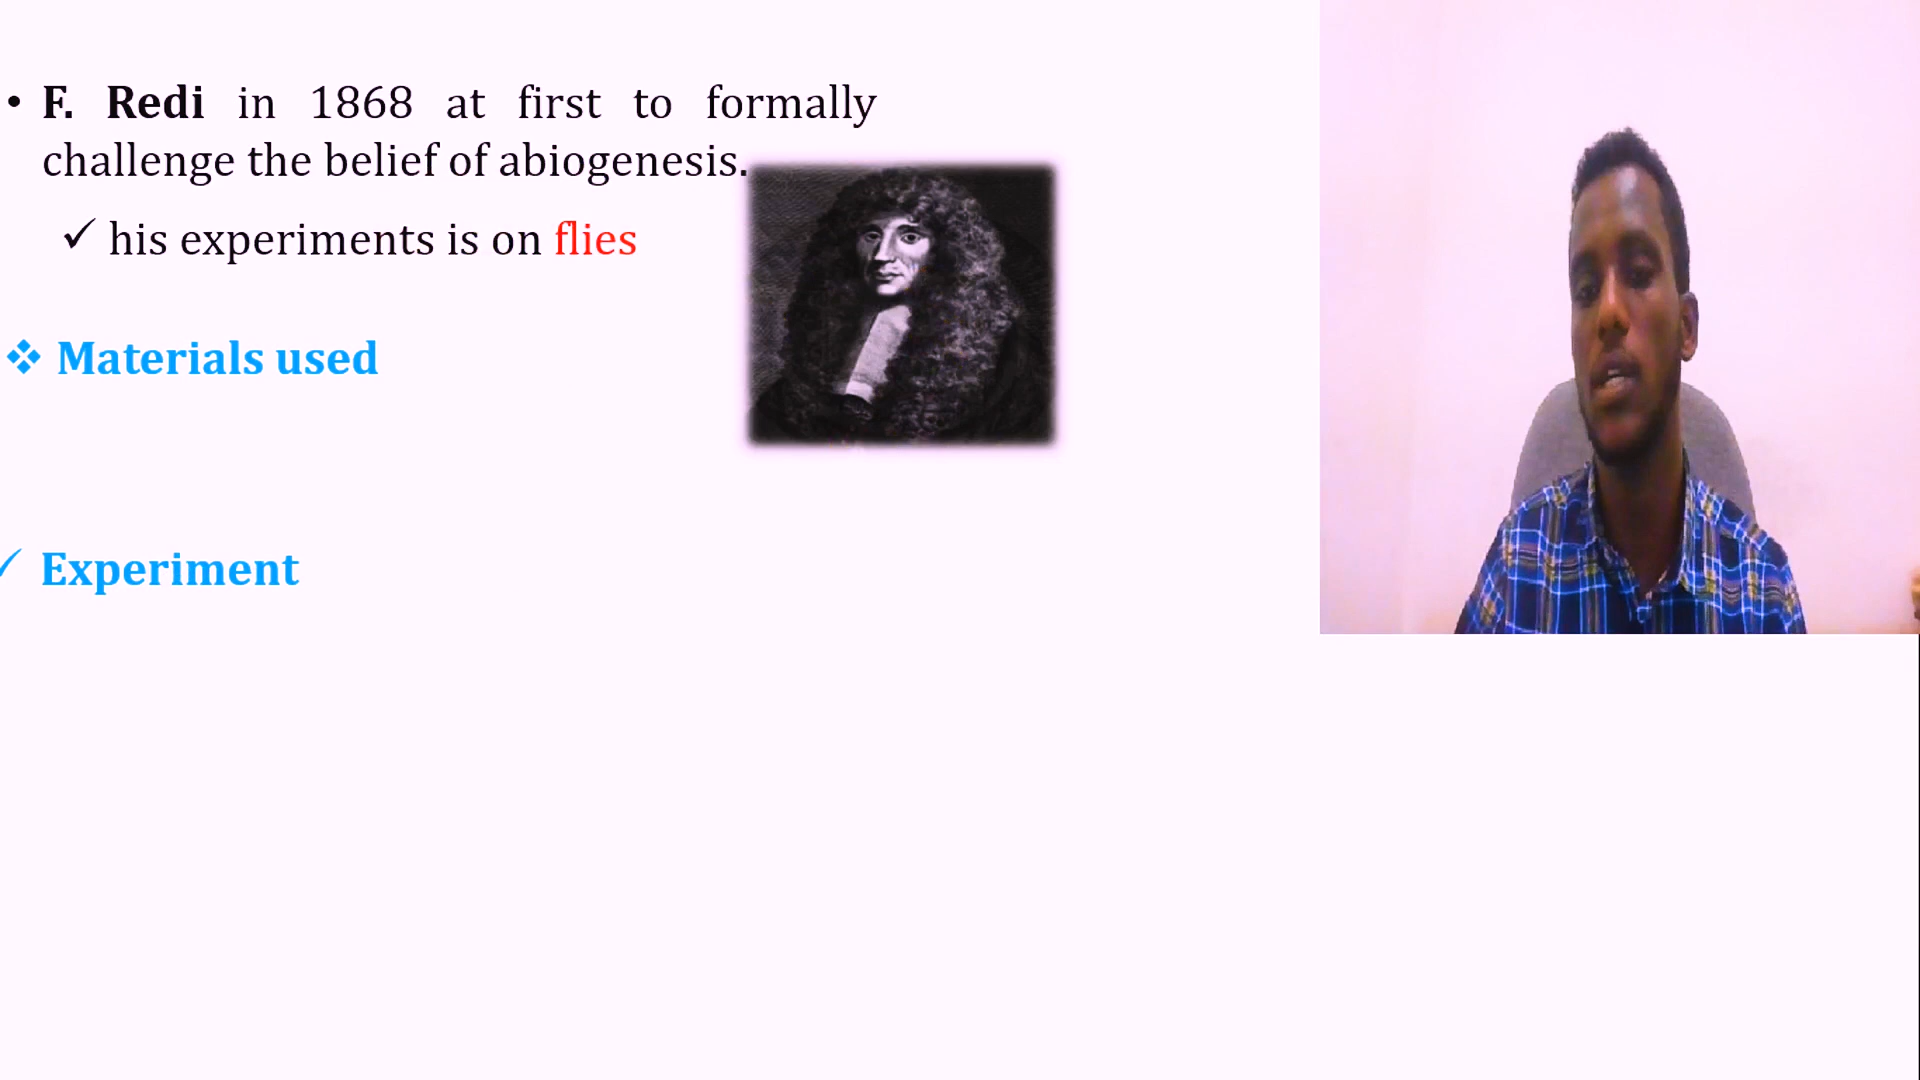 • F. Redi in 1868 at first to formally
challenge the belief of abiogenesis.
✓ his experiments is on flies
❖ Materials used
✓ Experiment